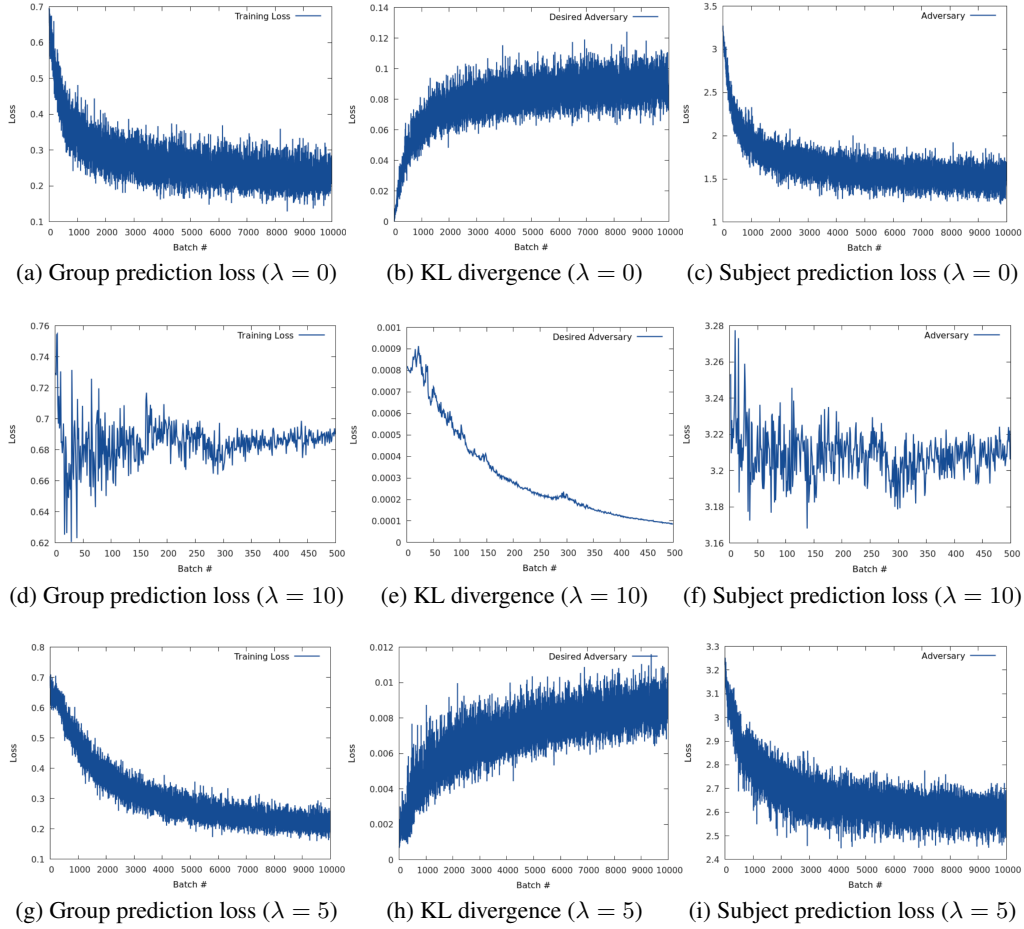 Training Loss
0.7
0.6
0.5
0.4
0.3
0.2
0.1
Loss
0 1000 2000 3000 4000 5000 6000 7000 8000 9000 10000
Batch #
(a) Group prediction loss (λ = 0)
Desired Adversary
0.14
0.12
0.1
0.08
0.06
0.04
0.02
0
Loss
0 1000 2000 3000 4000 5000 6000 7000 8000 9000 10000
Batch #
(b) KL divergence (λ = 0)
Adversary
3.5
3
2.5
2
1.5
1
Loss
0 1000 2000 3000 4000 5000 6000 7000 8000 9000 10000
Batch #
(c) Subject prediction loss (λ = 0)
Training Loss
0.76
0.74
0.72
0.7
0.68
0.66
0.64
0.62
Loss
0 50 100 150 200 250 300 350 400 450 500
Batch #
(d) Group prediction loss (λ = 10)
Desired Adversary
0.001
0.0009
0.0008
0.0007
0.0006
0.0005
0.0004
0.0003
0.0002
0.0001
0
Loss
0 50 100 150 200 250 300 350 400 450 500
Batch #
(e) KL divergence (λ = 10)
Adversary
3.28
3.26
3.24
3.22
3.2
3.18
3.16
Loss
0 50 100 150 200 250 300 350 400 450 500
Batch #
(f) Subject prediction loss (λ = 10)
Training Loss
0.8
0.7
0.6
0.5
0.4
0.3
0.2
0.1
Loss
0 1000 2000 3000 4000 5000 6000 7000 8000 9000 10000
Batch #
(g) Group prediction loss (λ = 5)
Desired Adversary
0.012
0.01
0.008
0.006
0.004
0.002
0
Loss
0 1000 2000 3000 4000 5000 6000 7000 8000 9000 10000
Batch #
(h) KL divergence (λ = 5)
Adversary
3.3
3.2
3.1
3
2.9
2.8
2.7
2.6
2.5
2.4
Loss
0 1000 2000 3000 4000 5000 6000 7000 8000 9000 10000
Batch #
(i) Subject prediction loss (λ = 5)